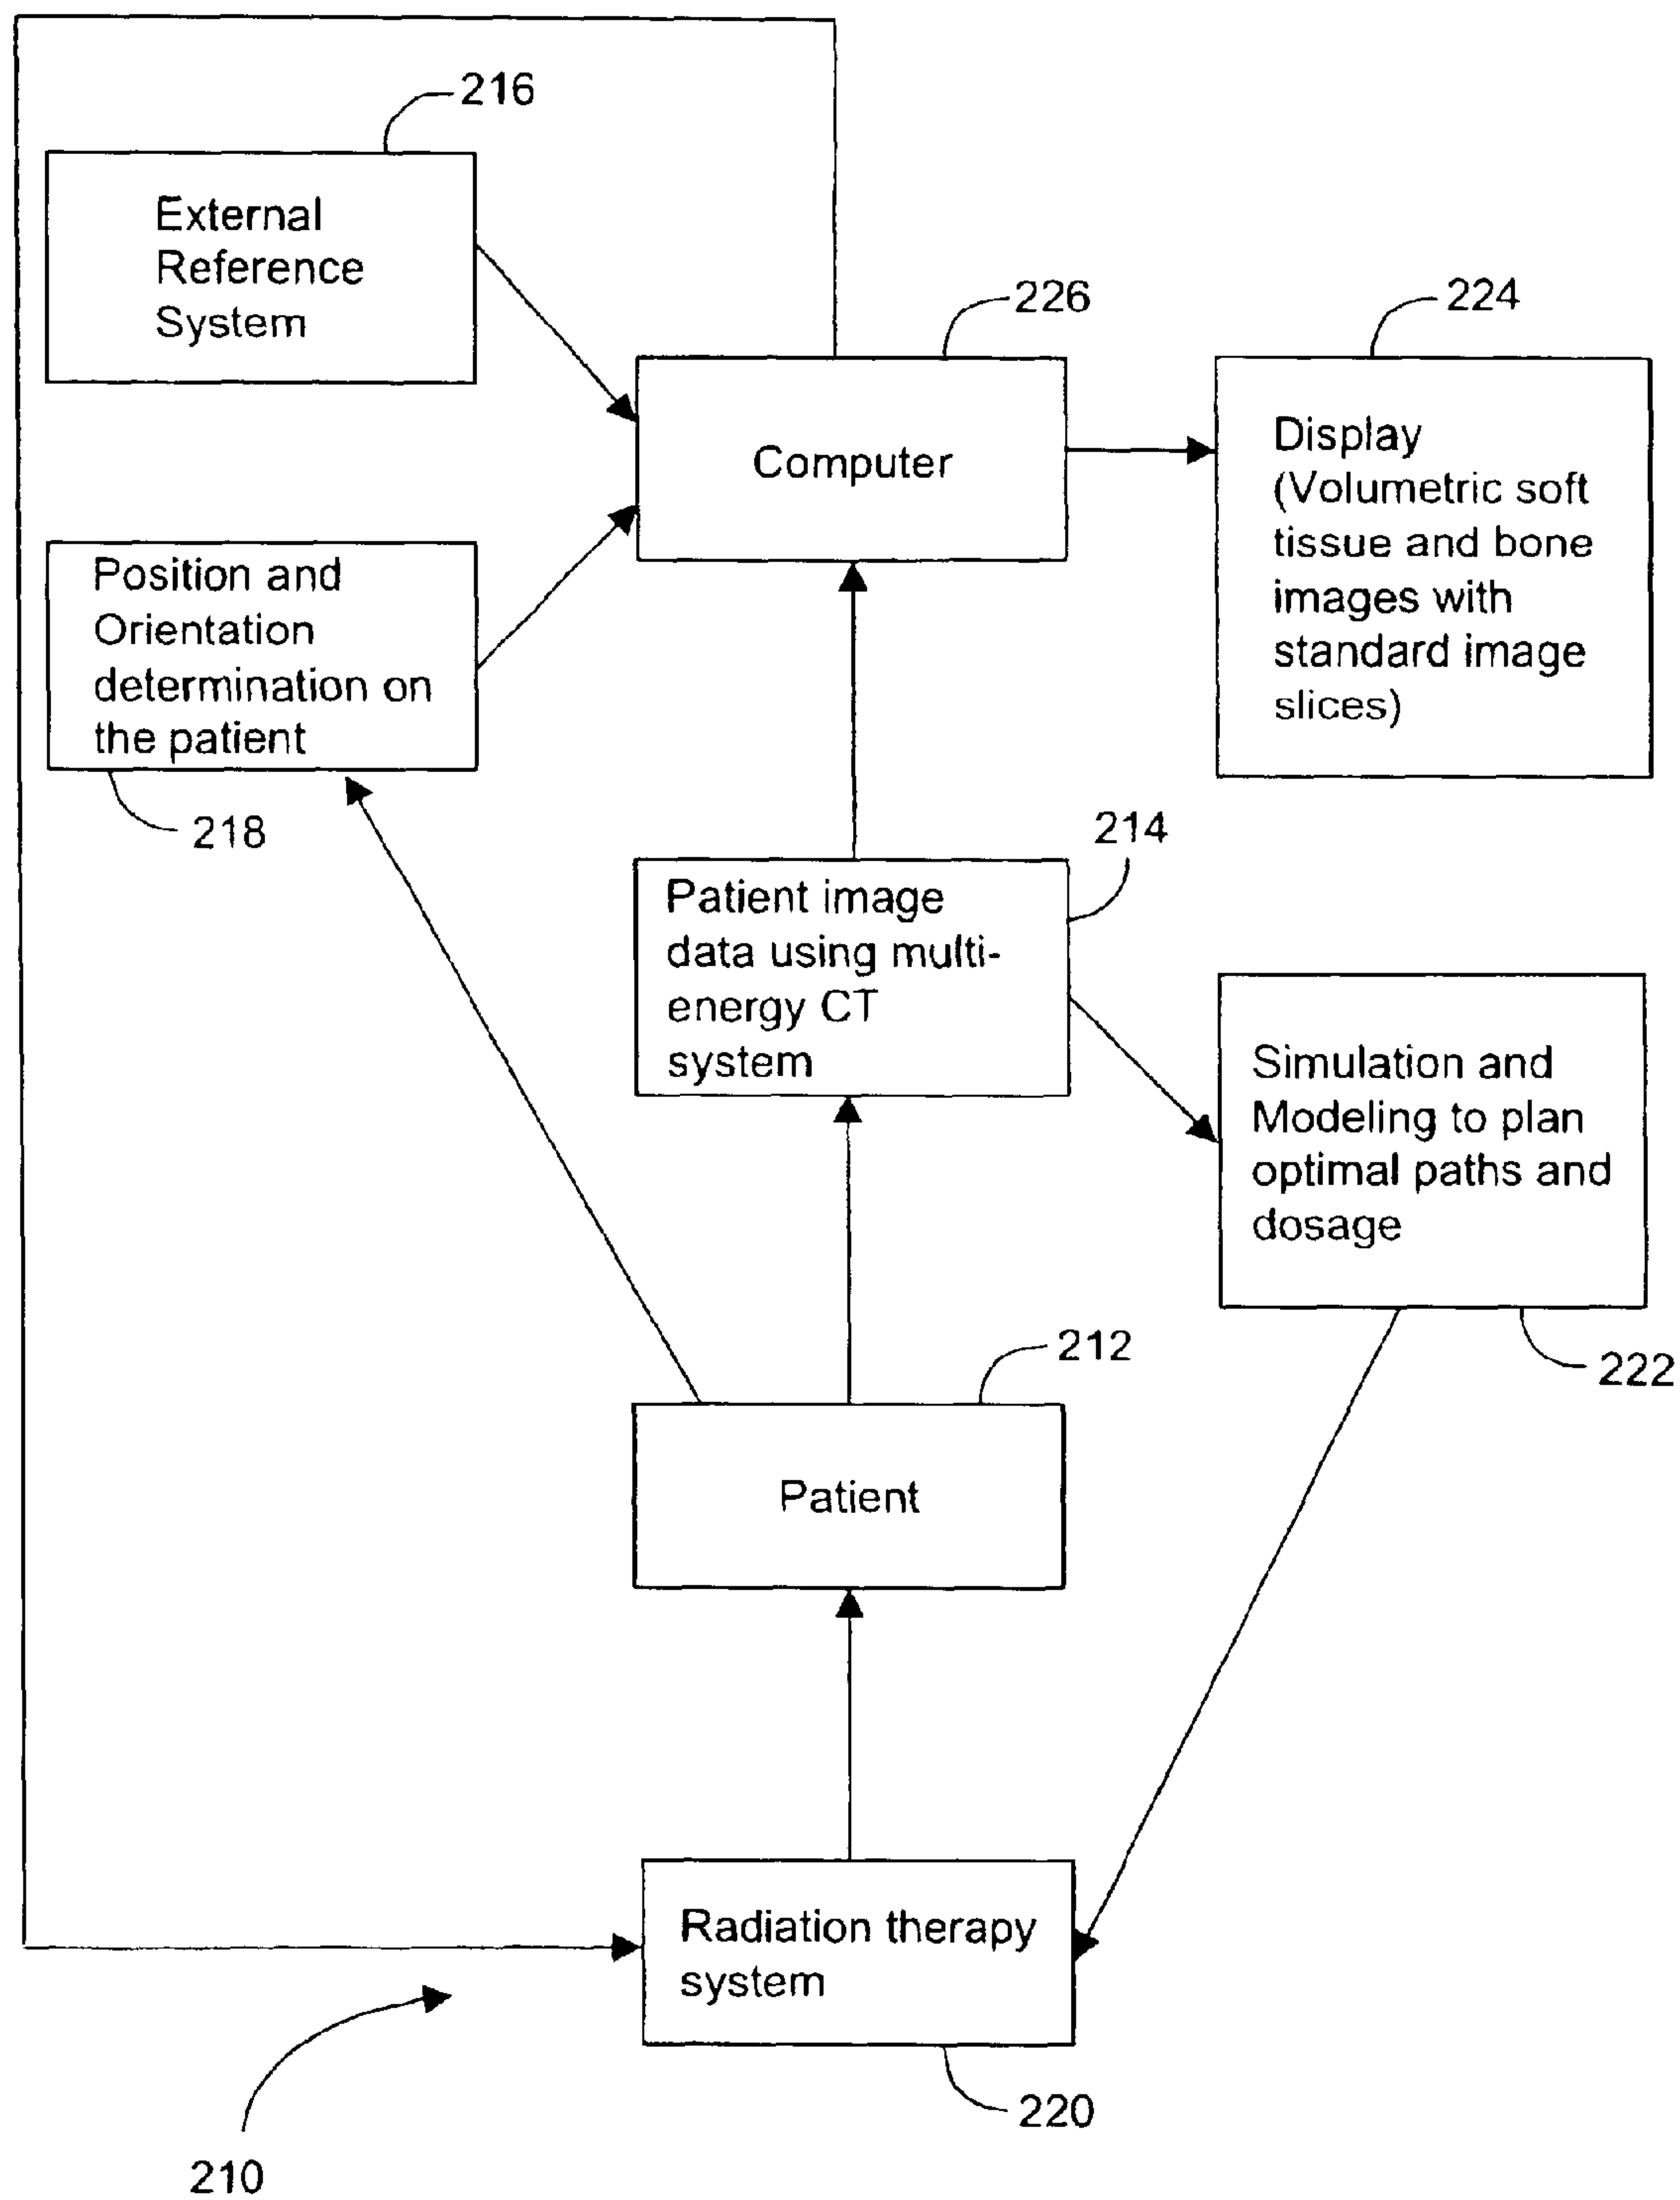 216
External
Reference
System
226
224
Computer
Display
(Volumetric soft
tissue and bone
images with
standard image
slices)
Position and
Orientation
determination on
the patient
218
214
Patient image
data using multi-
energy CT
system
Simulation and
Modeling to plan
optimal paths and
dosage
222
212
Patient
Radiation therapy
system
220
210